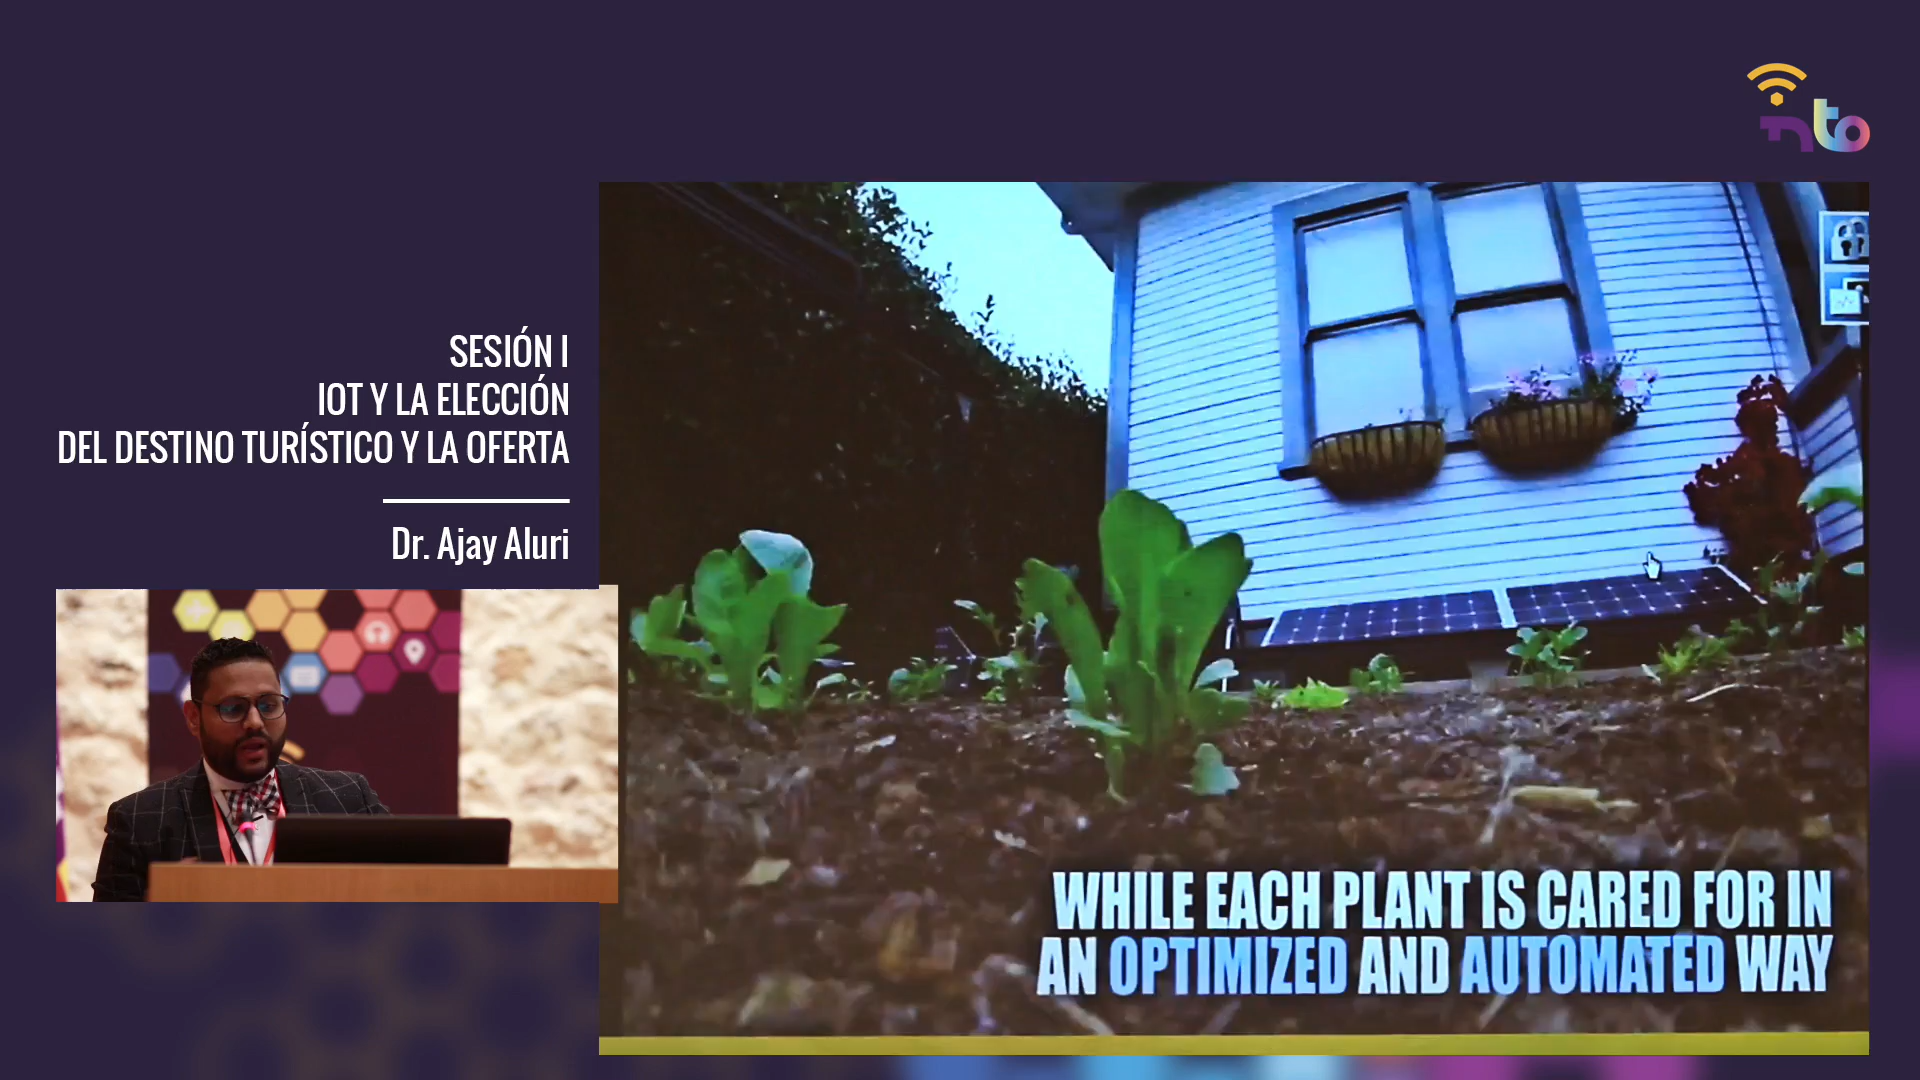 nto
SESIÓN I
IOT Y LA ELECCIÓN
DEL DESTINO TURÍSTICO Y LA OFERTA
Dr. Ajay Aluri
WHILE EACH PLANT IS CARED FOR IN
AN OPTIMIZED AND AUTOMATED WAY